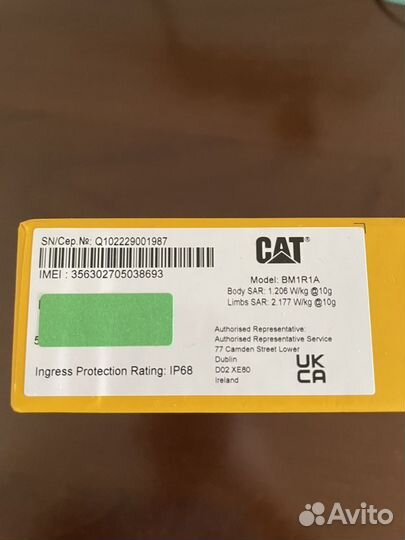 SN/Сер.№: Q102229001987
IMEI : 356302705038693
Ingress Protection Rating: IP68
CAT®
Model: BM1R1A
Body SAR: 1.206 W/kg @10g
Limbs SAR: 2.177 W/kg @10g
Authorised Representative:
Authorised Representative Service
77 Camden Street Lower
Dublin
D02 XE80
Ireland
UK
CA
Avito